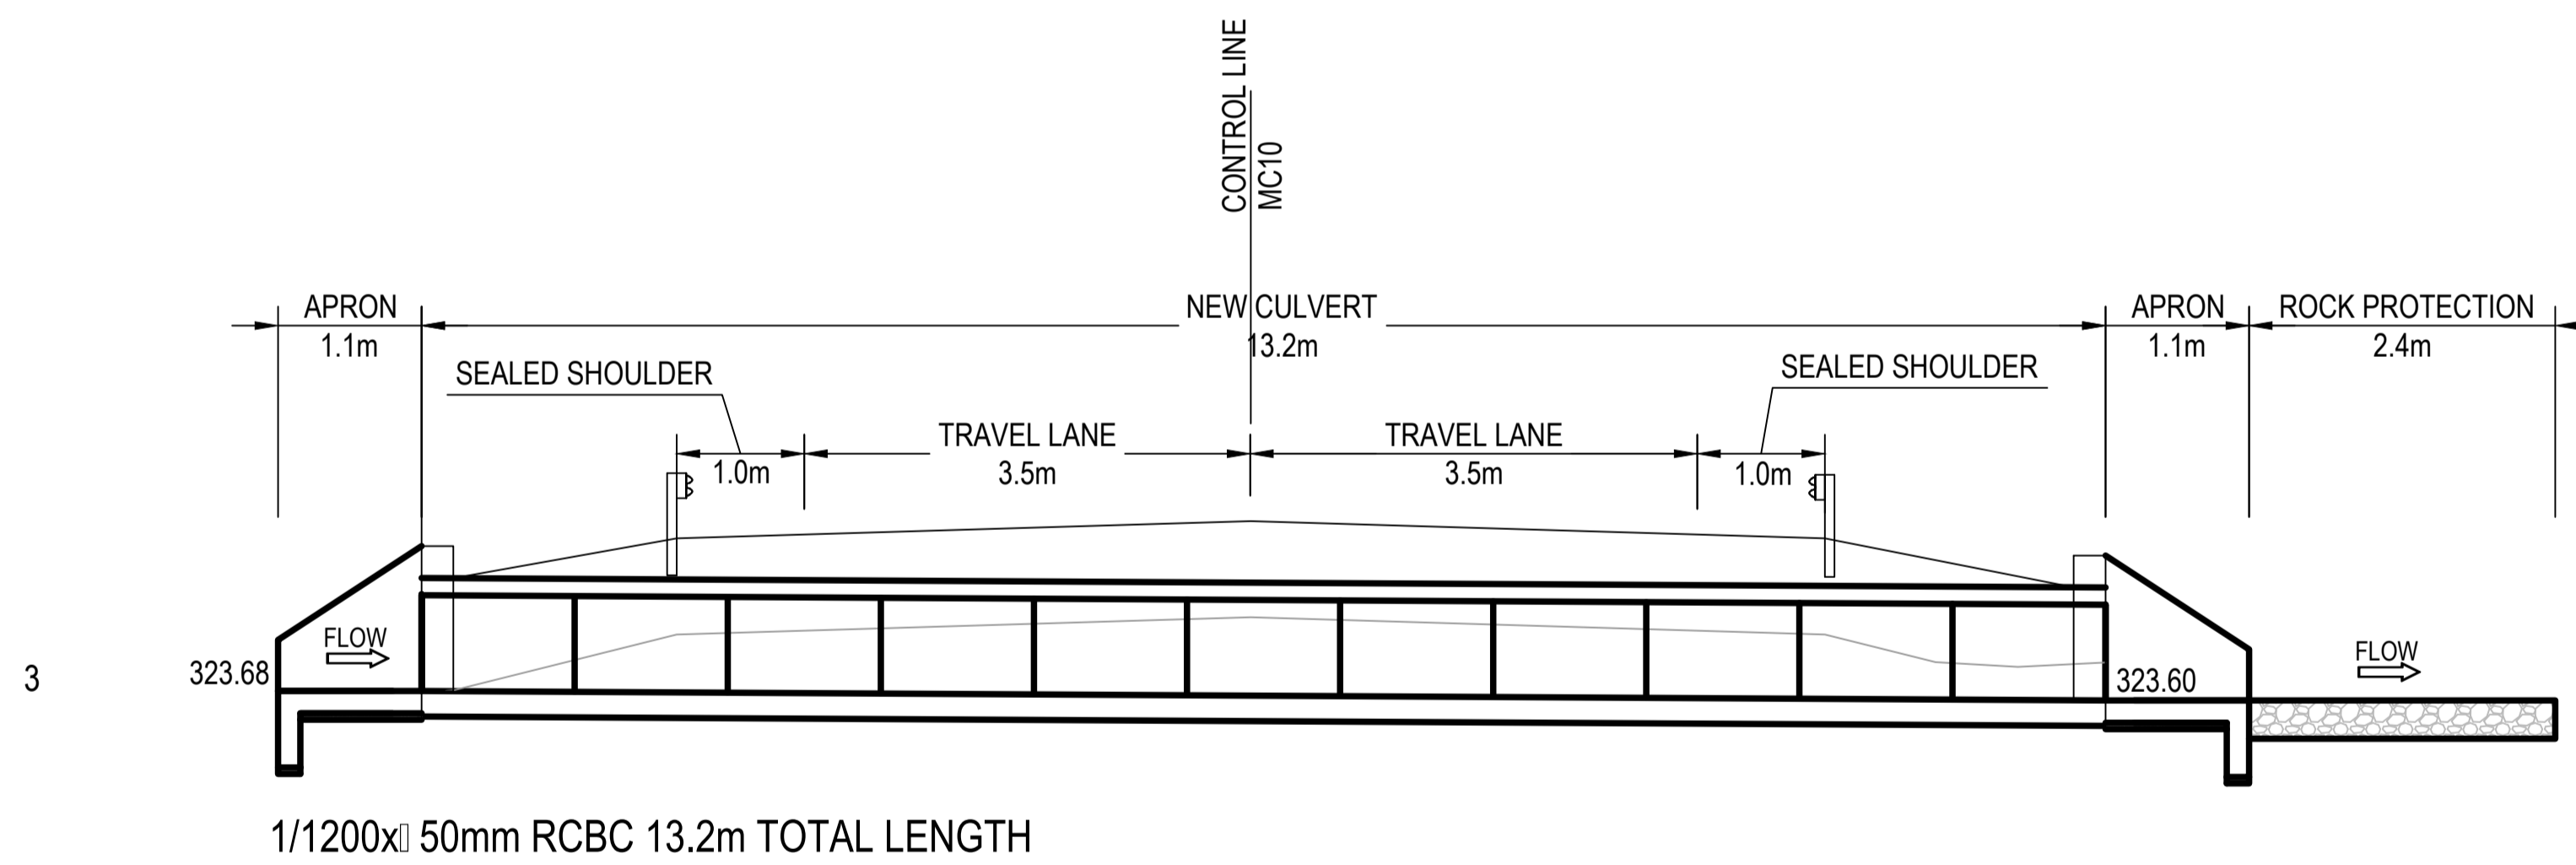 CONTROL LINE
MC10
APRON
1.1m
NEW CULVERT
13.2m
APRON
1.1m
ROCK PROTECTION
2.4m
SEALED SHOULDER
SEALED SHOULDER
1.0m
TRAVEL LANE
3.5m
TRAVEL LANE
3.5m
1.0m
FLOW
323.68
323.60
FLOW
3
1/1200x 50mm RCBC 13.2m TOTAL LENGTH